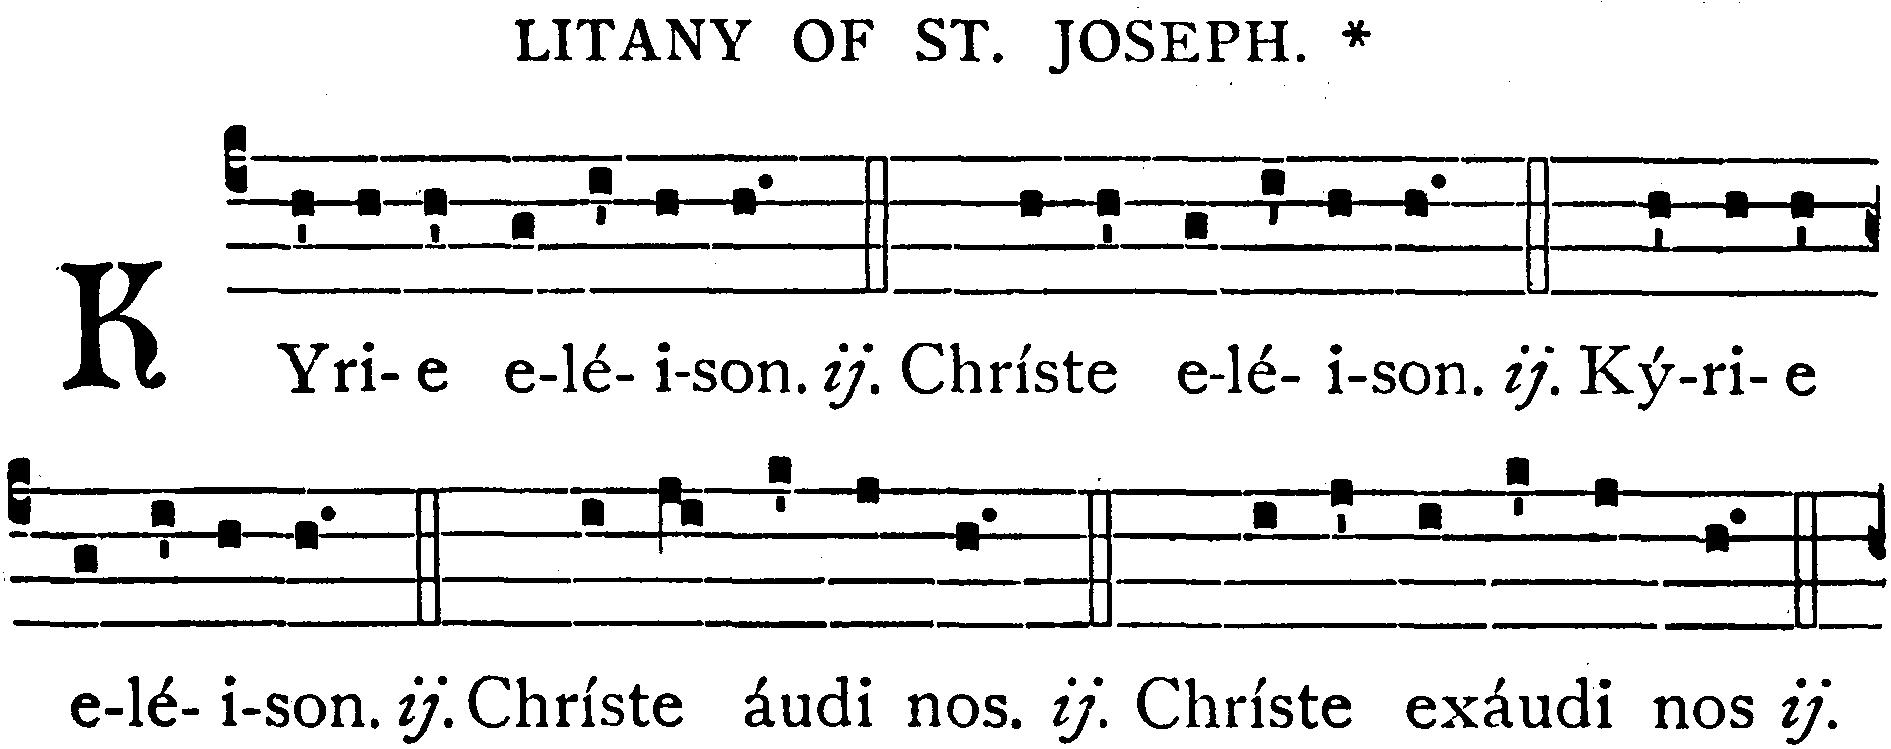 LITANY OF ST. JOSEPH. *
KYri- e e-lé- i-son. ij. Chríste e-lé- i-son. ij. Ký-ri- e
e-lé- i-son. ij. Chríste áudi nos. ij. Chríste exáudi nos ij.